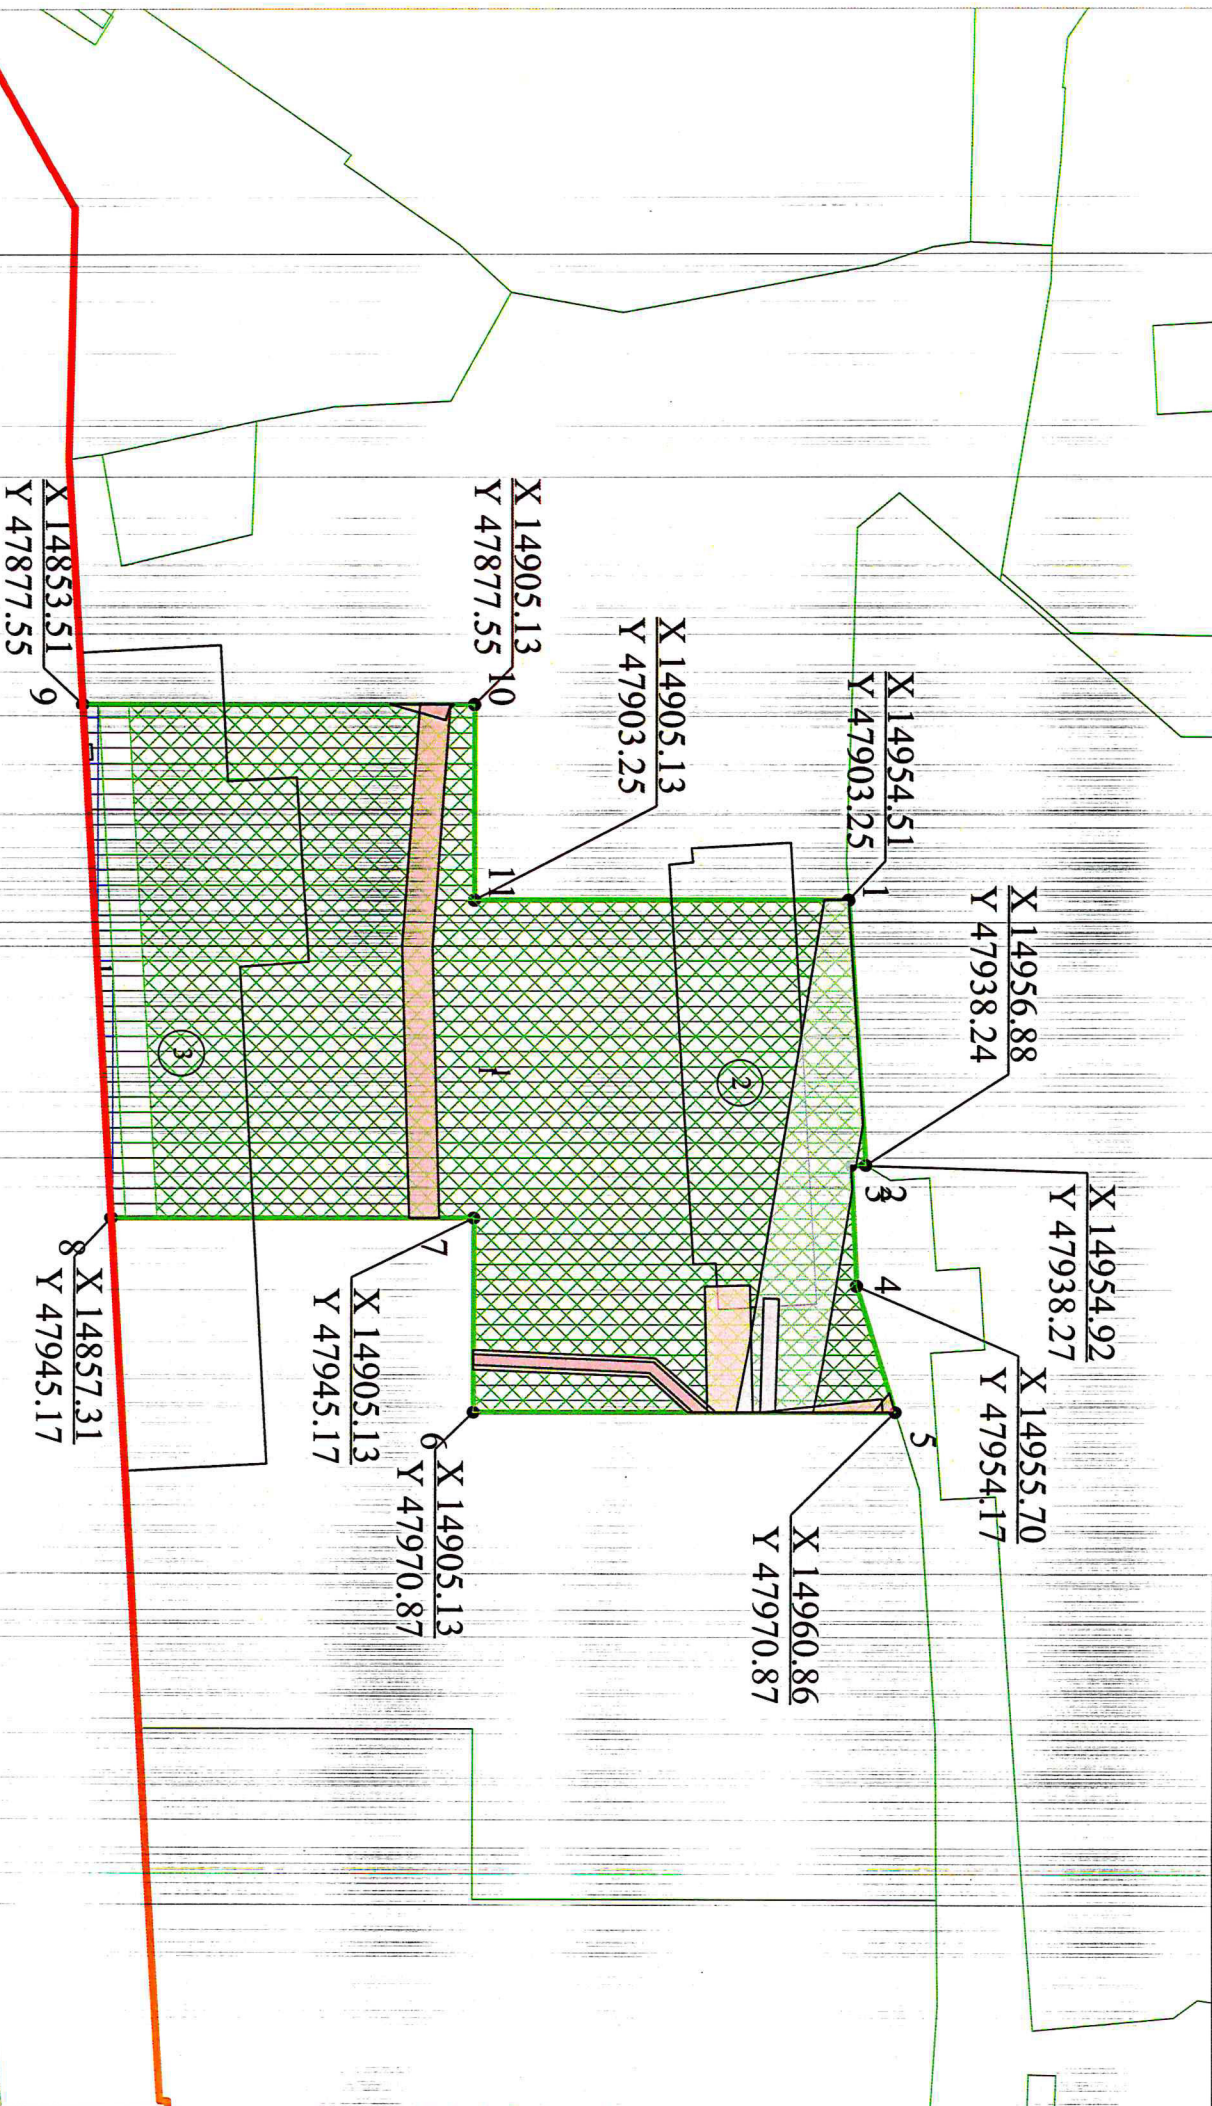 1
X 14954.51
Y 47903.25
2
X 14956.88
Y 47938.24
3
X 14954.92
Y 47938.27
4
X 14955.70
Y 47954.17
5
X 14960.86
Y 47970.87
6
X 14905.13
Y 47970.87
7
X 14905.13
Y 47945.17
8
X 14857.31
Y 47945.17
9
X 14853.51
Y 47877.55
10
X 14905.13
Y 47877.55
11
X 14905.13
Y 47903.25
1
2
3